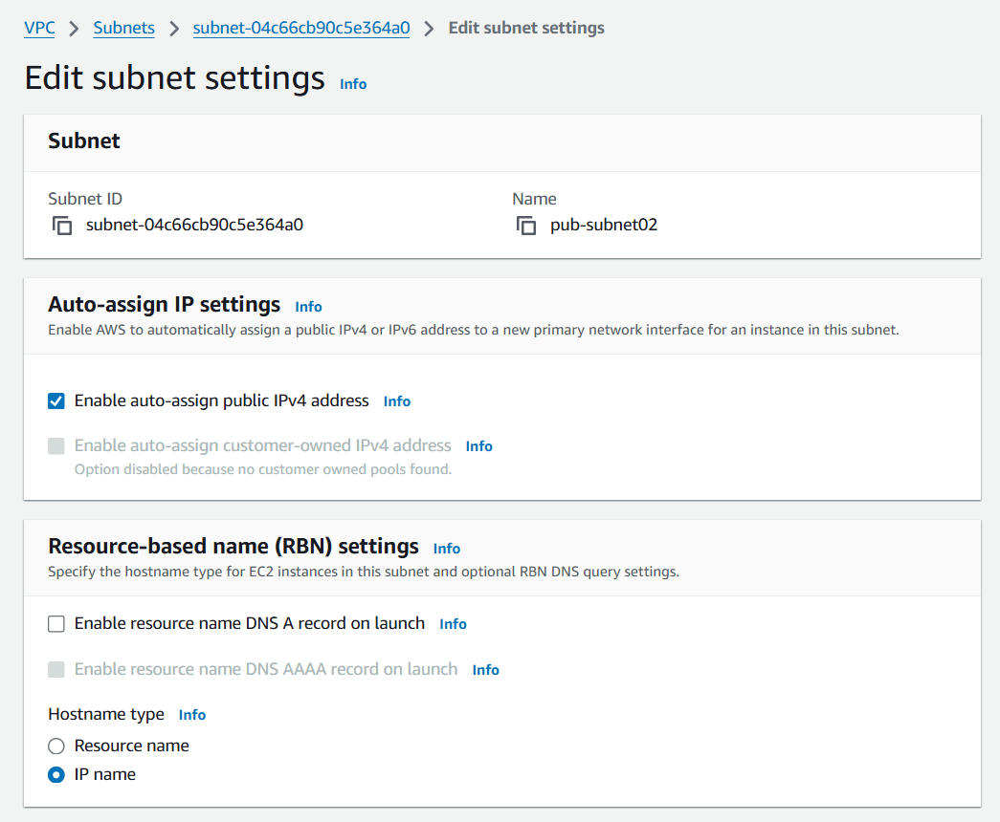 VPC > Subnets > subnet-04c66cb90c5e364a0 > Edit subnet settings
Edit subnet settings Info
Subnet
Subnet ID Name
subnet-04c66cb90c5e364a0 pub-subnet02
Auto-assign IP settings Info
Enable AWS to automatically assign a public IPv4 or IPv6 address to a new primary network interface for an instance in this subnet.
Enable auto-assign public IPv4 address Info
Enable auto-assign customer-owned IPv4 address Info
Option disabled because no customer owned pools found.
Resource-based name (RBN) settings Info
Specify the hostname type for EC2 instances in this subnet and optional RBN DNS query settings.
Enable resource name DNS A record on launch Info
Enable resource name DNS AAAA record on launch Info
Hostname type Info
Resource name
IP name